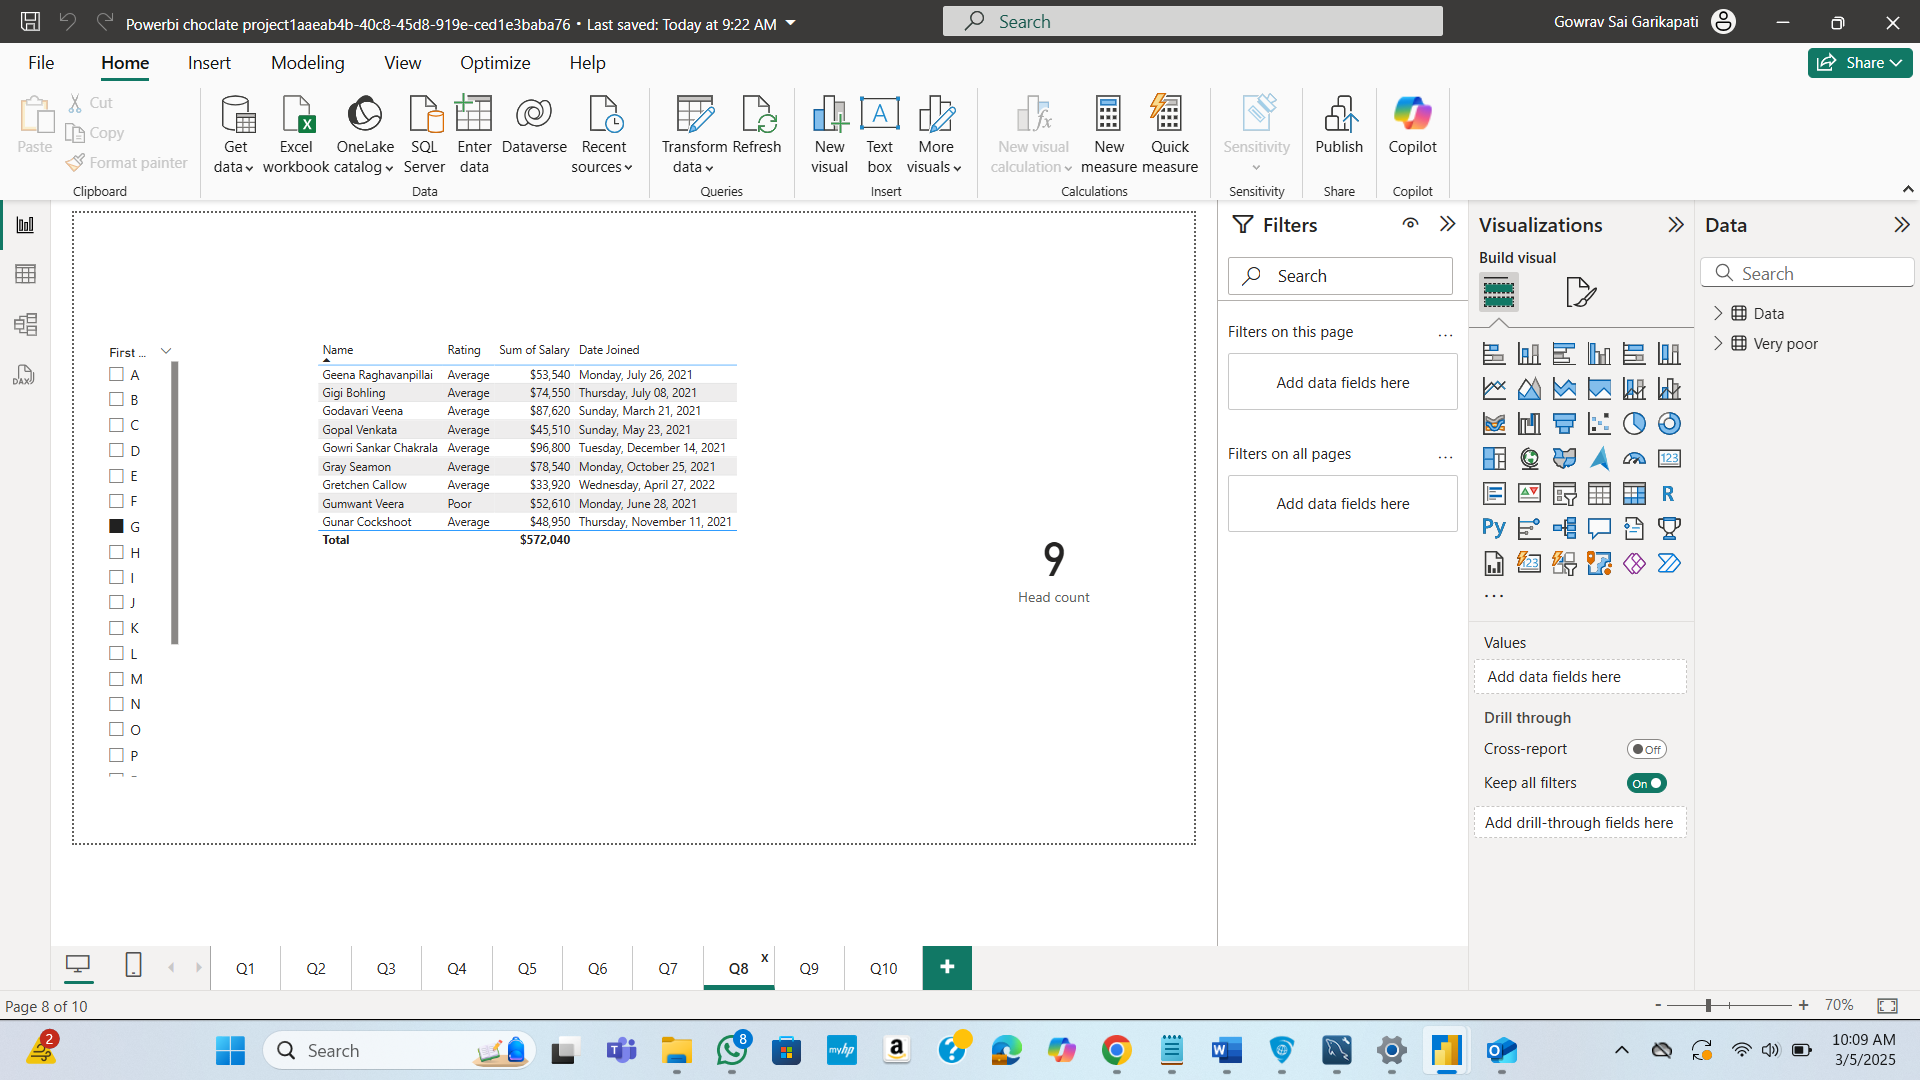 Powerbi choclate project1aaeab4b-40c8-45d8-919e-ced1e3baba76 • Last saved: Today at 9:22 AM
Search
Gowrav Sai Garikapati
File Home Insert Modeling View Optimize Help
Share
Paste
Cut
Copy
Format painter
Clipboard
Get data
Excel workbook
OneLake catalog
SQL Server
Enter data
Dataverse
Recent sources
Data
Transform data
Refresh
Queries
New visual
Text box
More visuals
Insert
New visual calculation
New measure
Quick measure
Calculations
Sensitivity
Sensitivity
Publish
Share
Copilot
Copilot
First ...
A
B
C
D
E
F
G
H
I
J
K
L
M
N
O
P
Name Rating Sum of Salary Date Joined
Geena Raghavanpillai Average $53,540 Monday, July 26, 2021
Gigi Bohling Average $74,550 Thursday, July 08, 2021
Godavari Veena Average $87,620 Sunday, March 21, 2021
Gopal Venkata Average $45,510 Sunday, May 23, 2021
Gowri Sankar Chakrala Average $96,800 Tuesday, December 14, 2021
Gray Seamon Average $78,540 Monday, October 25, 2021
Gretchen Callow Average $33,920 Wednesday, April 27, 2022
Gumwant Veera Poor $52,610 Monday, June 28, 2021
Gunar Cockshoot Average $48,950 Thursday, November 11, 2021
Total $572,040
9
Head count
Filters
Search
Filters on this page ...
Add data fields here
Filters on all pages ...
Add data fields here
Visualizations
Build visual
123
R
Py
123
...
Values
Add data fields here
Drill through
Cross-report Off
Keep all filters On
Add drill-through fields here
Data
Search
Data
Very poor
DAX
Q1 Q2 Q3 Q4 Q5 Q6 Q7 Q8 x Q9 Q10 +
Page 8 of 10
- + 70%
2
Search
8
myhp
a
10:09 AM
3/5/2025